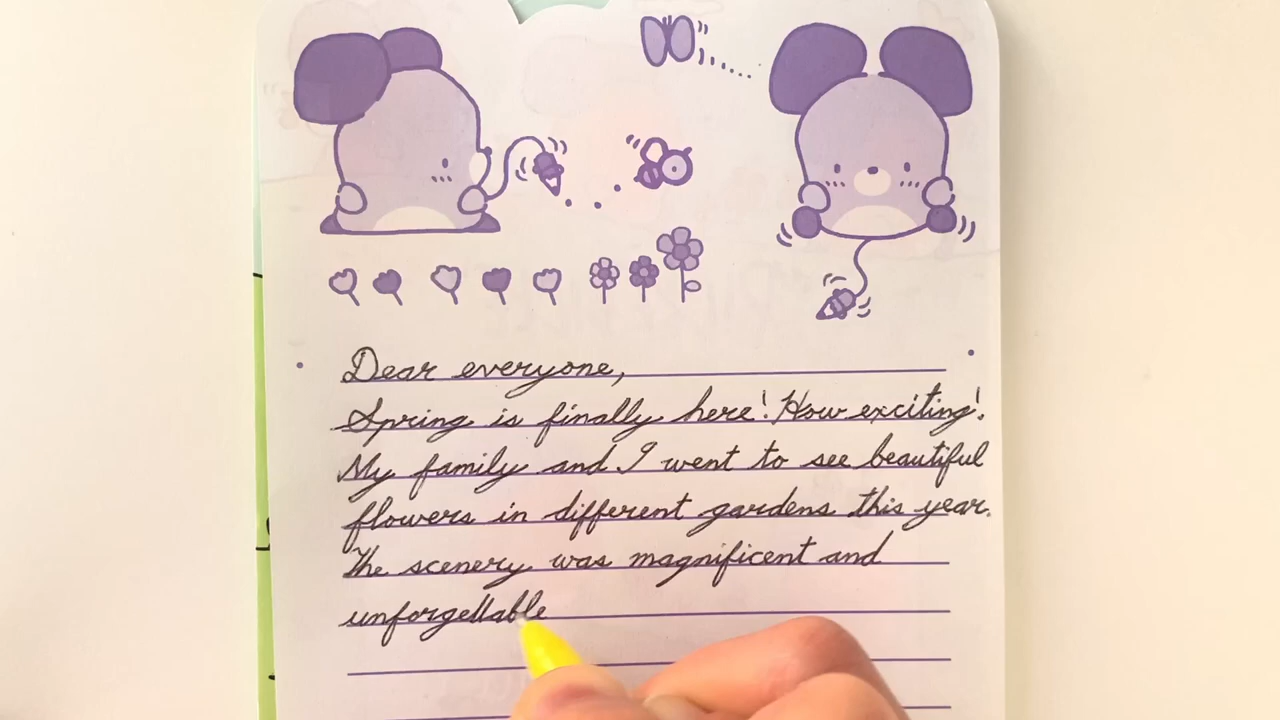 Dear everyone,
Spring is finally here! How exciting!
My family and I went to see beautiful
flowers in different gardens this year.
The scenery was magnificent and
unforgettable